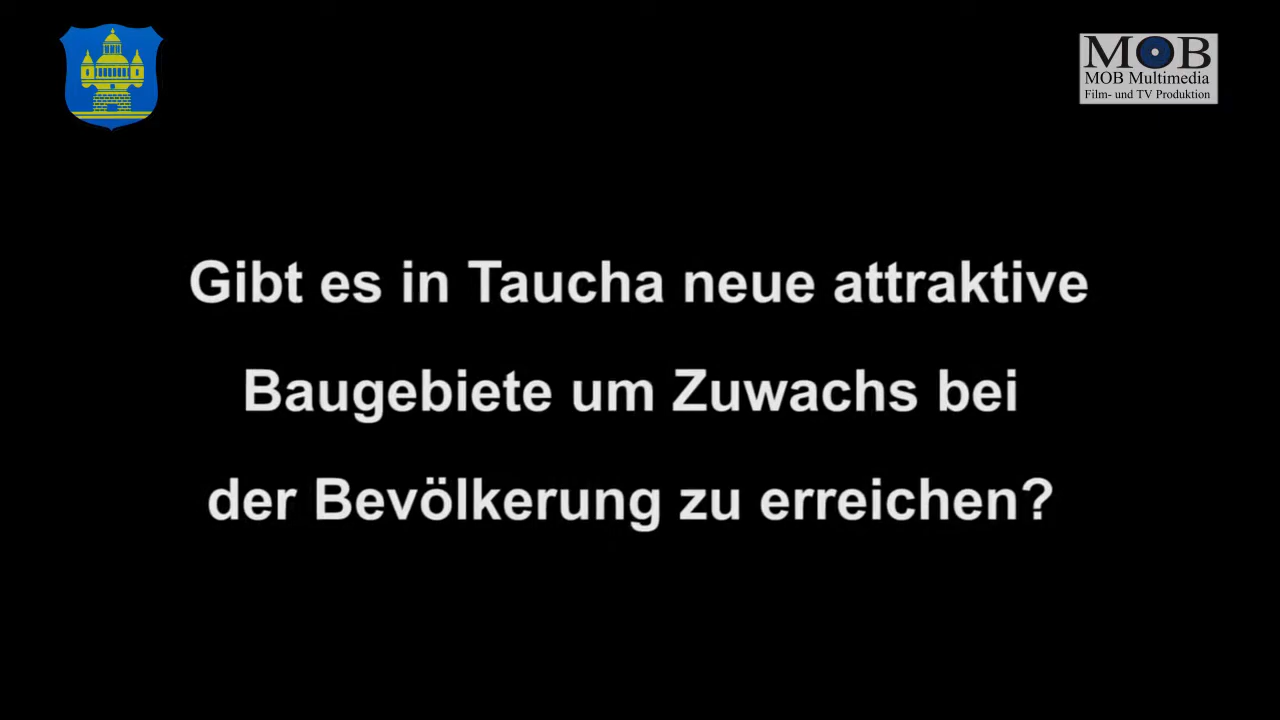 MOB
MOB Multimedia
Film- und TV Produktion
Gibt es in Taucha neue attraktive
Baugebiete um Zuwachs bei
der Bevölkerung zu erreichen?